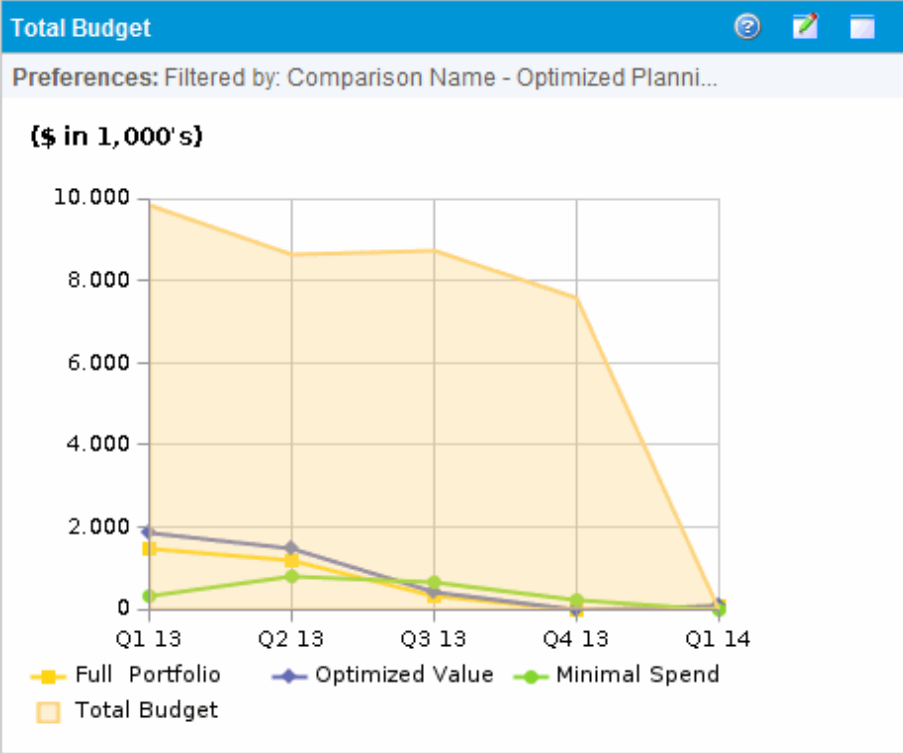 Total Budget
Preferences: Filtered by: Comparison Name - Optimized Planni...
($ in 1,000's)
10.000
8.000
6.000
4.000
2.000
0
Q1 13 Q2 13 Q3 13 Q4 13 Q1 14
Full Portfolio Optimized Value Minimal Spend
Total Budget